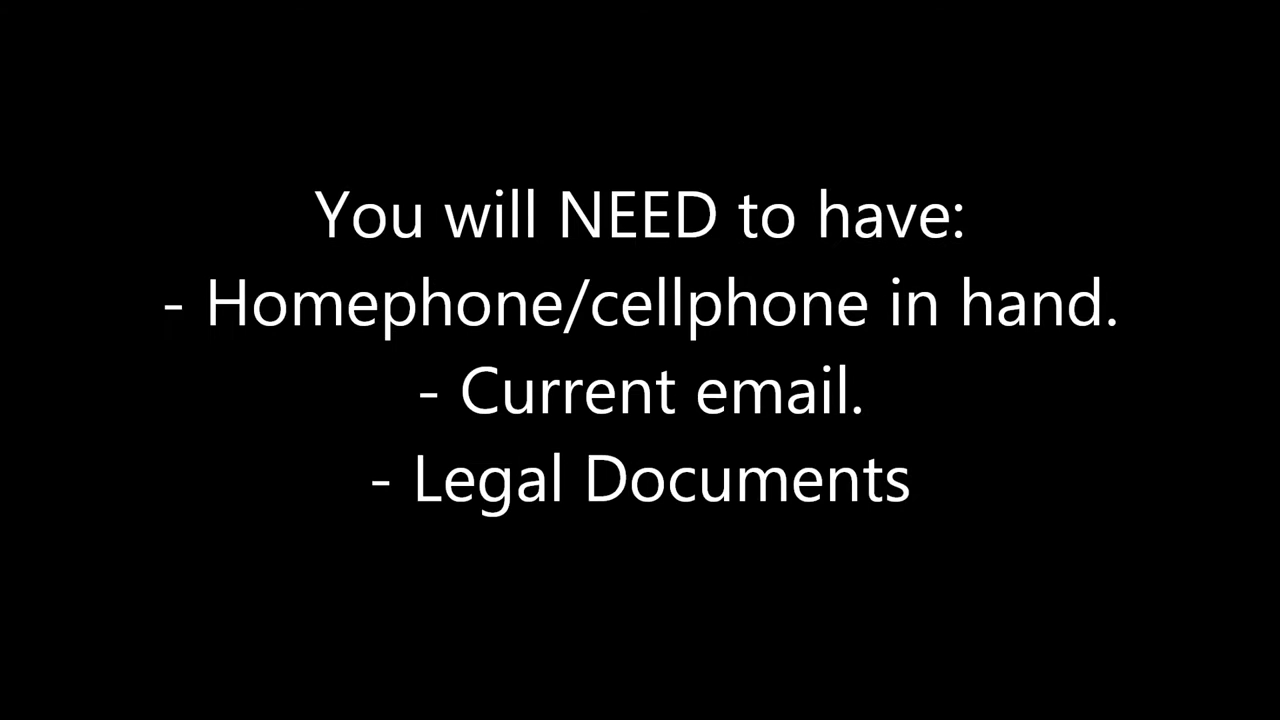 You will NEED to have:
- Homephone/cellphone in hand.
- Current email.
- Legal Documents